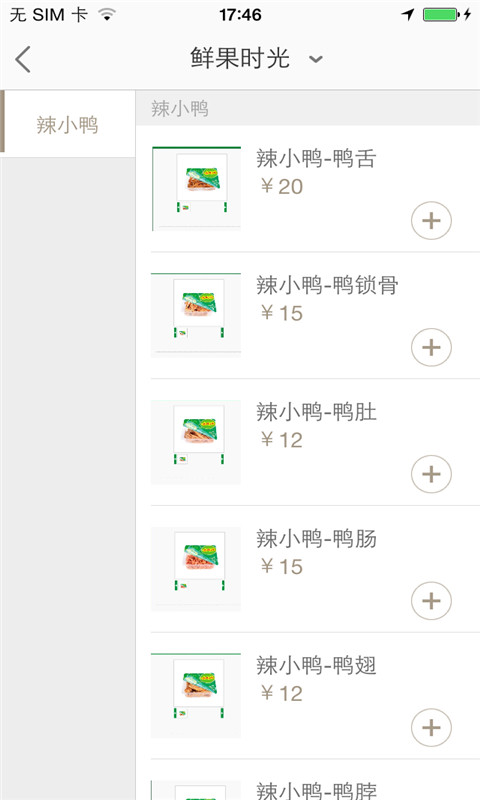 无 SIM 卡 17:46
鲜果时光
辣小鸭
辣小鸭
辣小鸭-鸭舌
￥20
辣小鸭-鸭锁骨
￥15
辣小鸭-鸭肚
￥12
辣小鸭-鸭肠
￥15
辣小鸭-鸭翅
￥12
辣小鸭-鸭脖